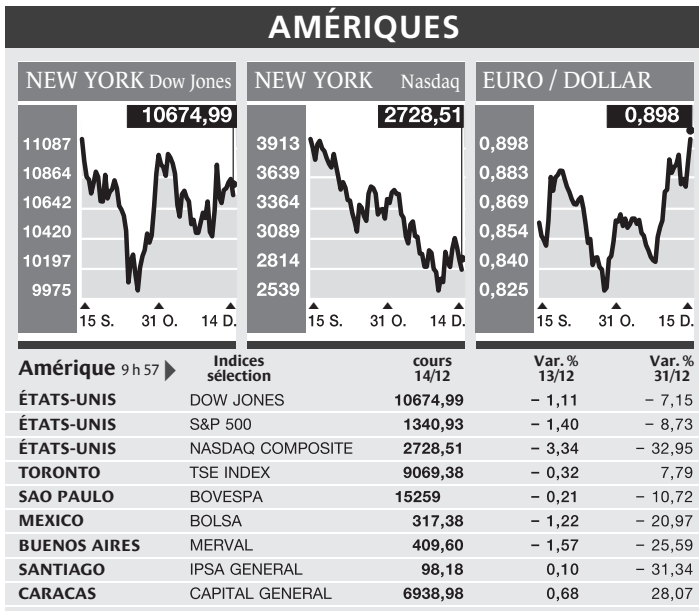 AMÉRIQUES
NEW YORK Dow Jones
10674,99
11087
10864
10642
10420
10197
9975
15 S. 31 O. 14 D.
NEW YORK Nasdaq
2728,51
3913
3639
3364
3089
2814
2539
15 S. 31 O. 14 D.
EURO / DOLLAR
0,898
0,898
0,883
0,869
0,854
0,840
0,825
15 S. 31 O. 15 D.
Amérique 9 h 57 Indices sélection cours 14/12 Var. % 13/12 Var. % 31/12
ÉTATS-UNIS DOW JONES 10674,99 – 1,11 – 7,15
ÉTATS-UNIS S&P 500 1340,93 – 1,40 – 8,73
ÉTATS-UNIS NASDAQ COMPOSITE 2728,51 – 3,34 – 32,95
TORONTO TSE INDEX 9069,38 – 0,32 7,79
SAO PAULO BOVESPA 15259 – 0,21 – 10,72
MEXICO BOLSA 317,38 – 1,22 – 20,97
BUENOS AIRES MERVAL 409,60 – 1,57 – 25,59
SANTIAGO IPSA GENERAL 98,18 0,10 – 31,34
CARACAS CAPITAL GENERAL 6938,98 0,68 28,07